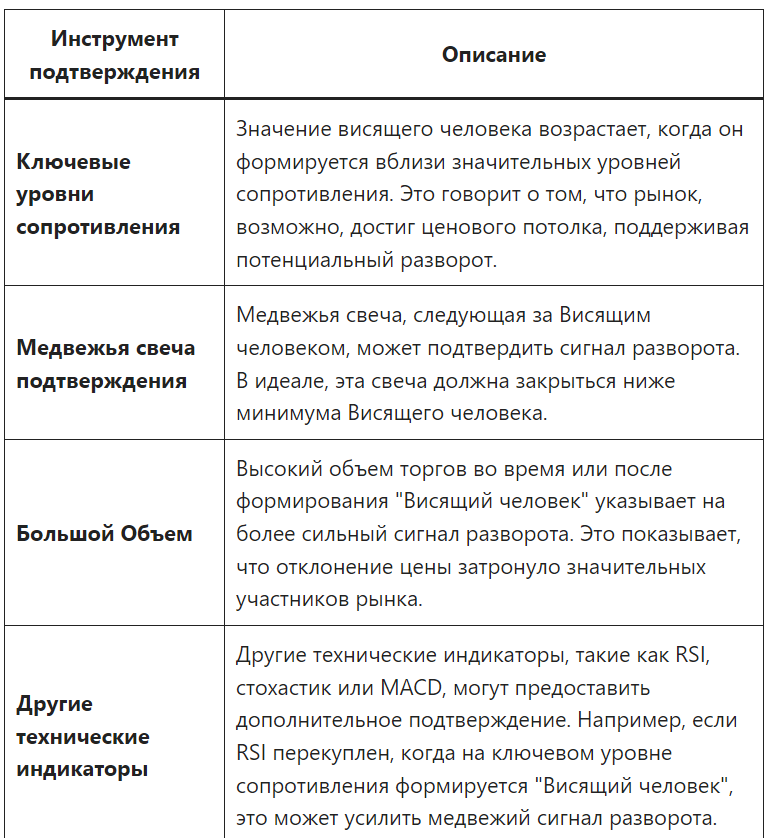 Инструмент
подтверждения
Описание
Ключевые
уровни
сопротивления
Значение висящего человека возрастает, когда он
формируется вблизи значительных уровней
сопротивления. Это говорит о том, что рынок,
возможно, достиг ценового потолка, поддерживая
потенциальный разворот.
Медвежья свеча
подтверждения
Медвежья свеча, следующая за Висящим
человеком, может подтвердить сигнал разворота.
В идеале, эта свеча должна закрыться ниже
минимума Висящего человека.
Большой Объем
Высокий объем торгов во время или после
формирования "Висящий человек" указывает на
более сильный сигнал разворота. Это показывает,
что отклонение цены затронуло значительных
участников рынка.
Другие
технические
индикаторы
Другие технические индикаторы, такие как RSI,
стохастик или MACD, могут предоставить
дополнительное подтверждение. Например, если
RSI перекуплен, когда на ключевом уровне
сопротивления формируется "Висящий человек",
это может усилить медвежий сигнал разворота.